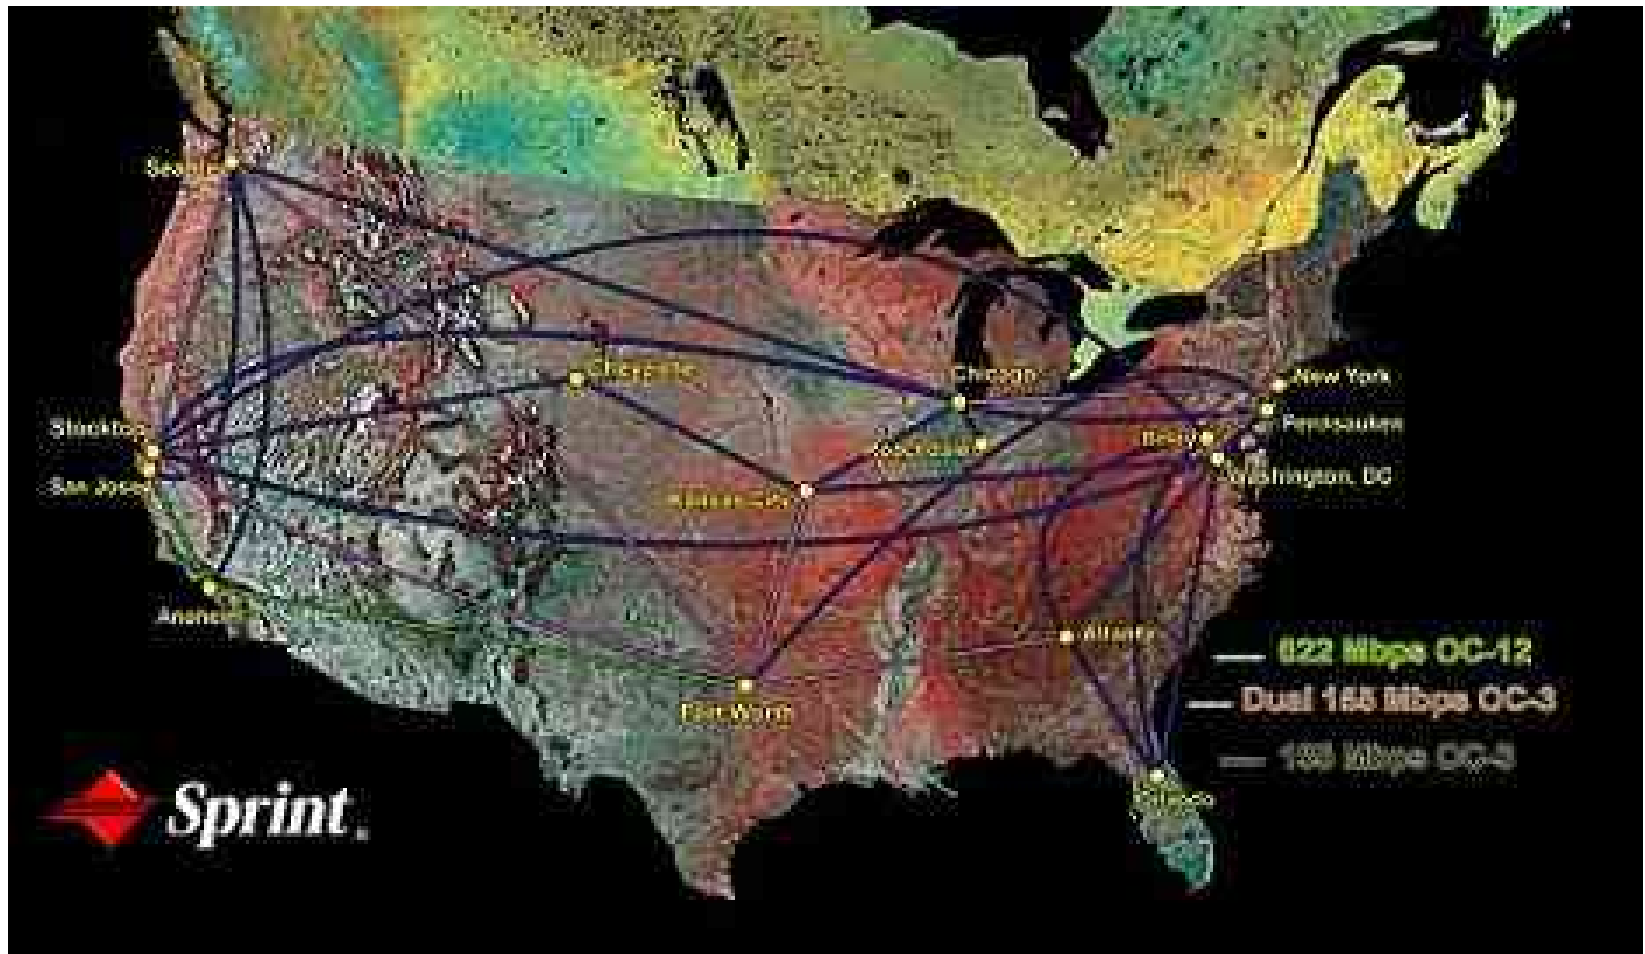 Seattle
Cheyenne
Chicago
New York
Pennsauken
Stockton
Relay
Roachdale
San Jose
Washington, DC
Kansas City
Anaheim
Atlanta
622 Mbps OC-12
Dual 155 Mbps OC-3
155 Mbps OC-3
Fort Worth
Orlando
Sprint